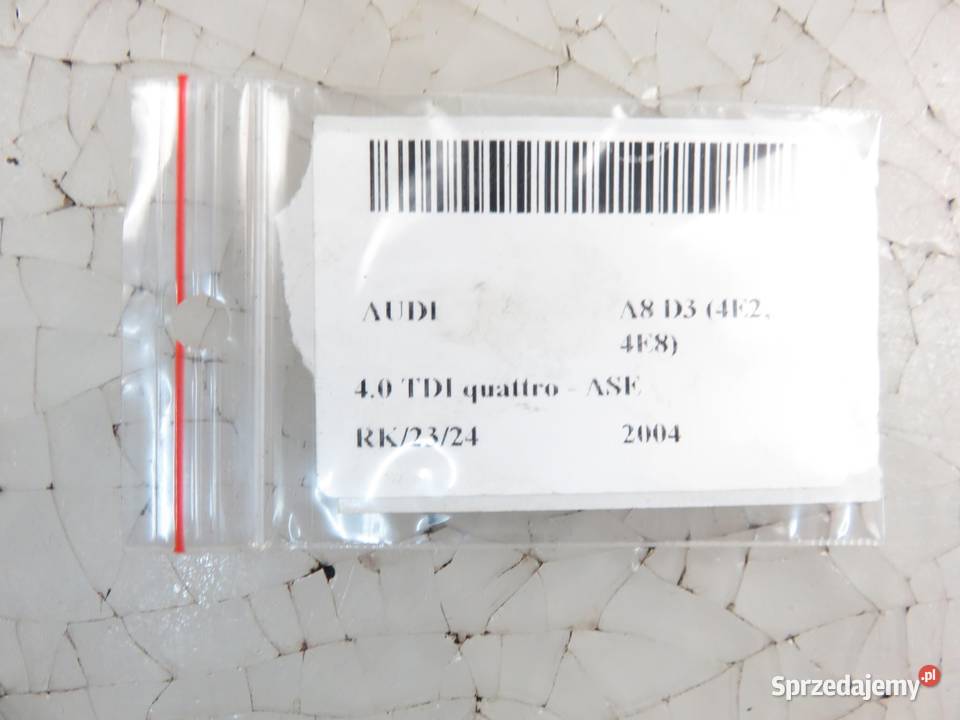 AUDI A8 D3 (4E2,
4E8)
4.0 TDI quattro - ASE
RK/23/24 2004
Sprzedajemy.pl